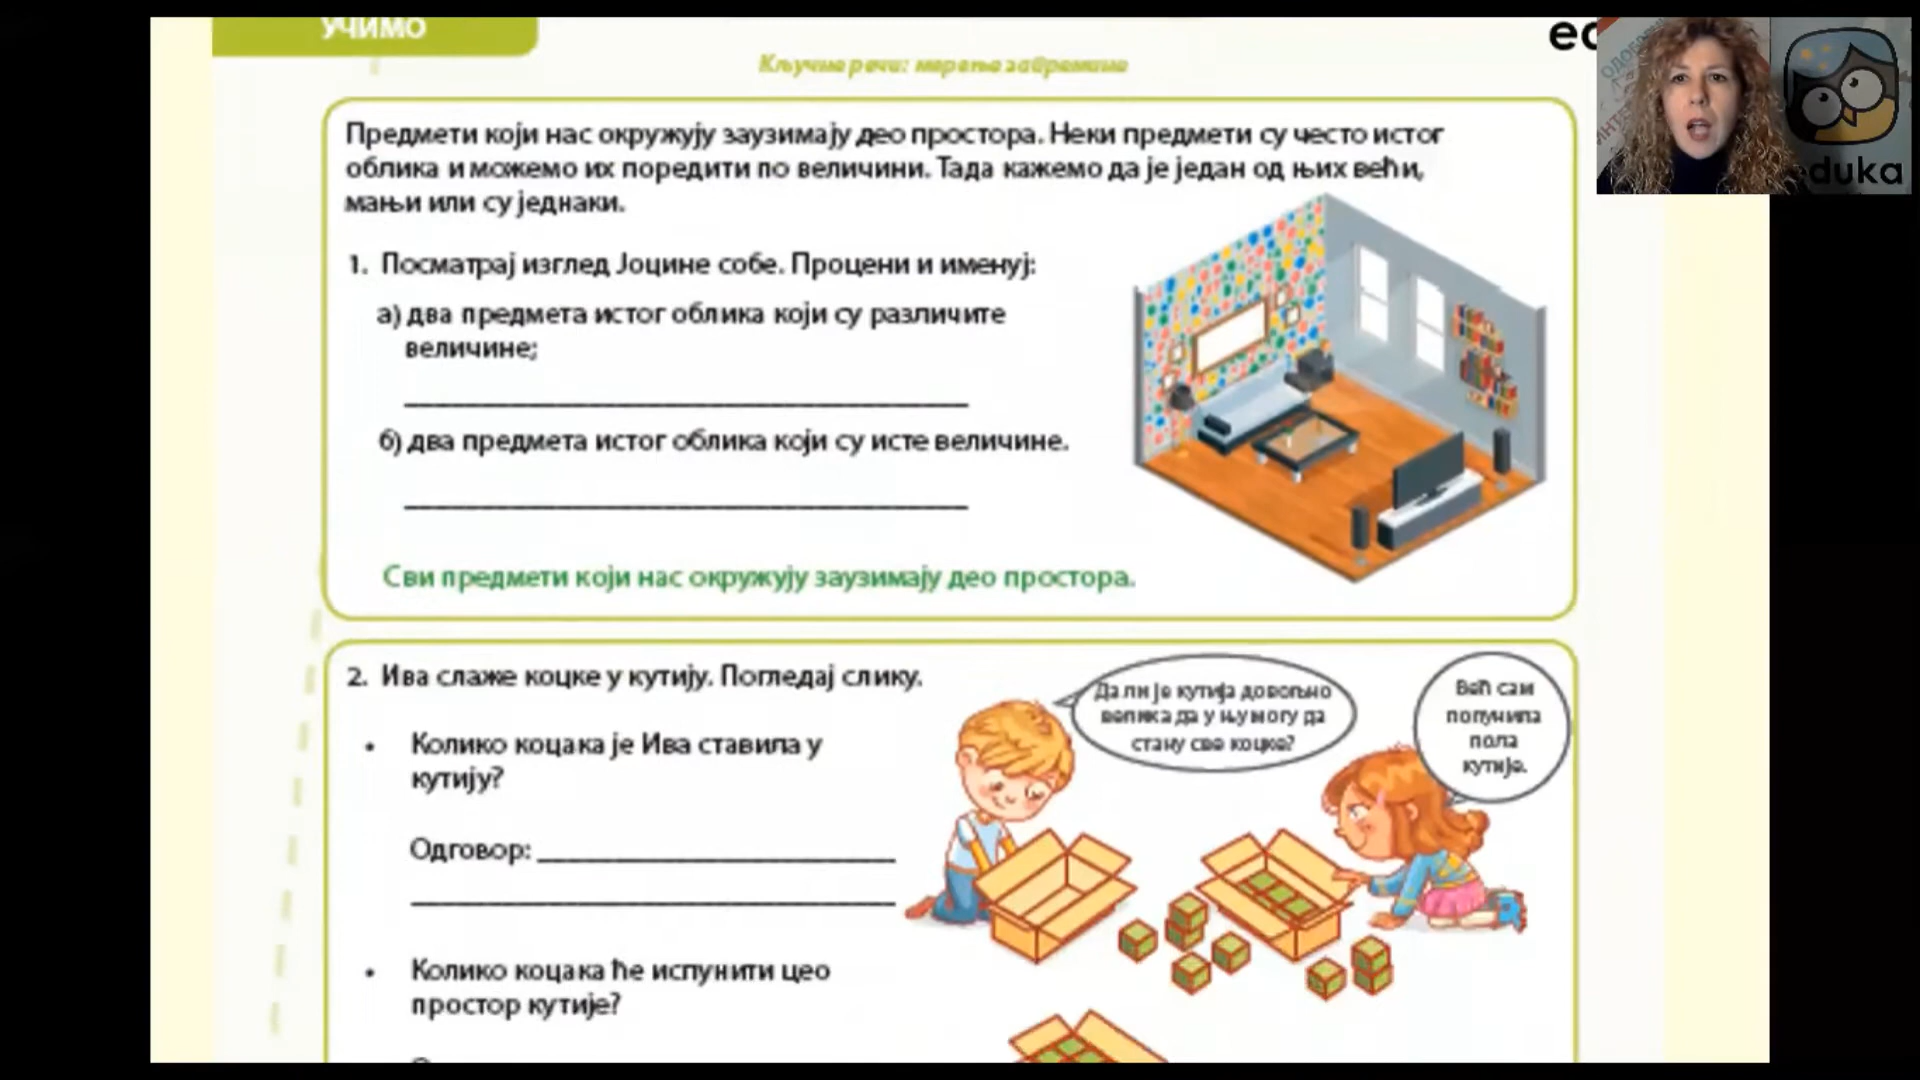 УЧИМО
Кључне речи: мерење запремине
Предмети који нас окружују заузимају део простора. Неки предмети су често истог
облика и можемо их поредити по величини. Тада кажемо да је један од њих већи,
мањи или су једнаки.
1. Посматрај изглед Јоцине собе. Процени и именуј:
а) два предмета истог облика који су различите
величине;
б) два предмета истог облика који су исте величине.
Сви предмети који нас окружују заузимају део простора.
2. Ива слаже коцке у кутију. Погледај слику.
Да ли је кутија довољно
велика да у њу могу да
стану све коцке?
Већ сам
попунила
пола
кутије.
• Колико коцака је Ива ставила у
кутију?
Одговор:
• Колико коцака ће испунити цео
простор кутије?
eduka